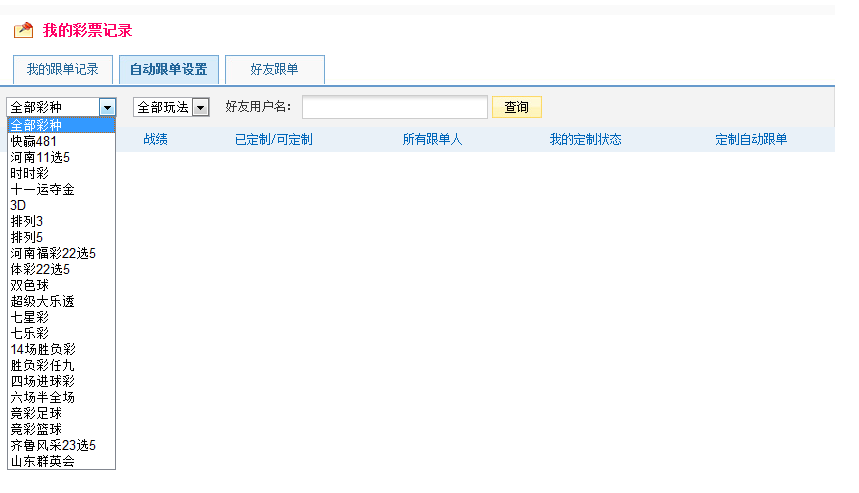 我的彩票记录
我的跟单记录 自动跟单设置 好友跟单
全部彩种 全部玩法 好友用户名： 查询
战绩 已定制/可定制 所有跟单人 我的定制状态 定制自动跟单
全部彩种
快赢481
河南11选5
时时彩
十一运夺金
3D
排列3
排列5
河南福彩22选5
体彩22选5
双色球
超级大乐透
七星彩
七乐彩
14场胜负彩
胜负彩任九
四场进球彩
六场半全场
竞彩足球
竞彩篮球
齐鲁风采23选5
山东群英会